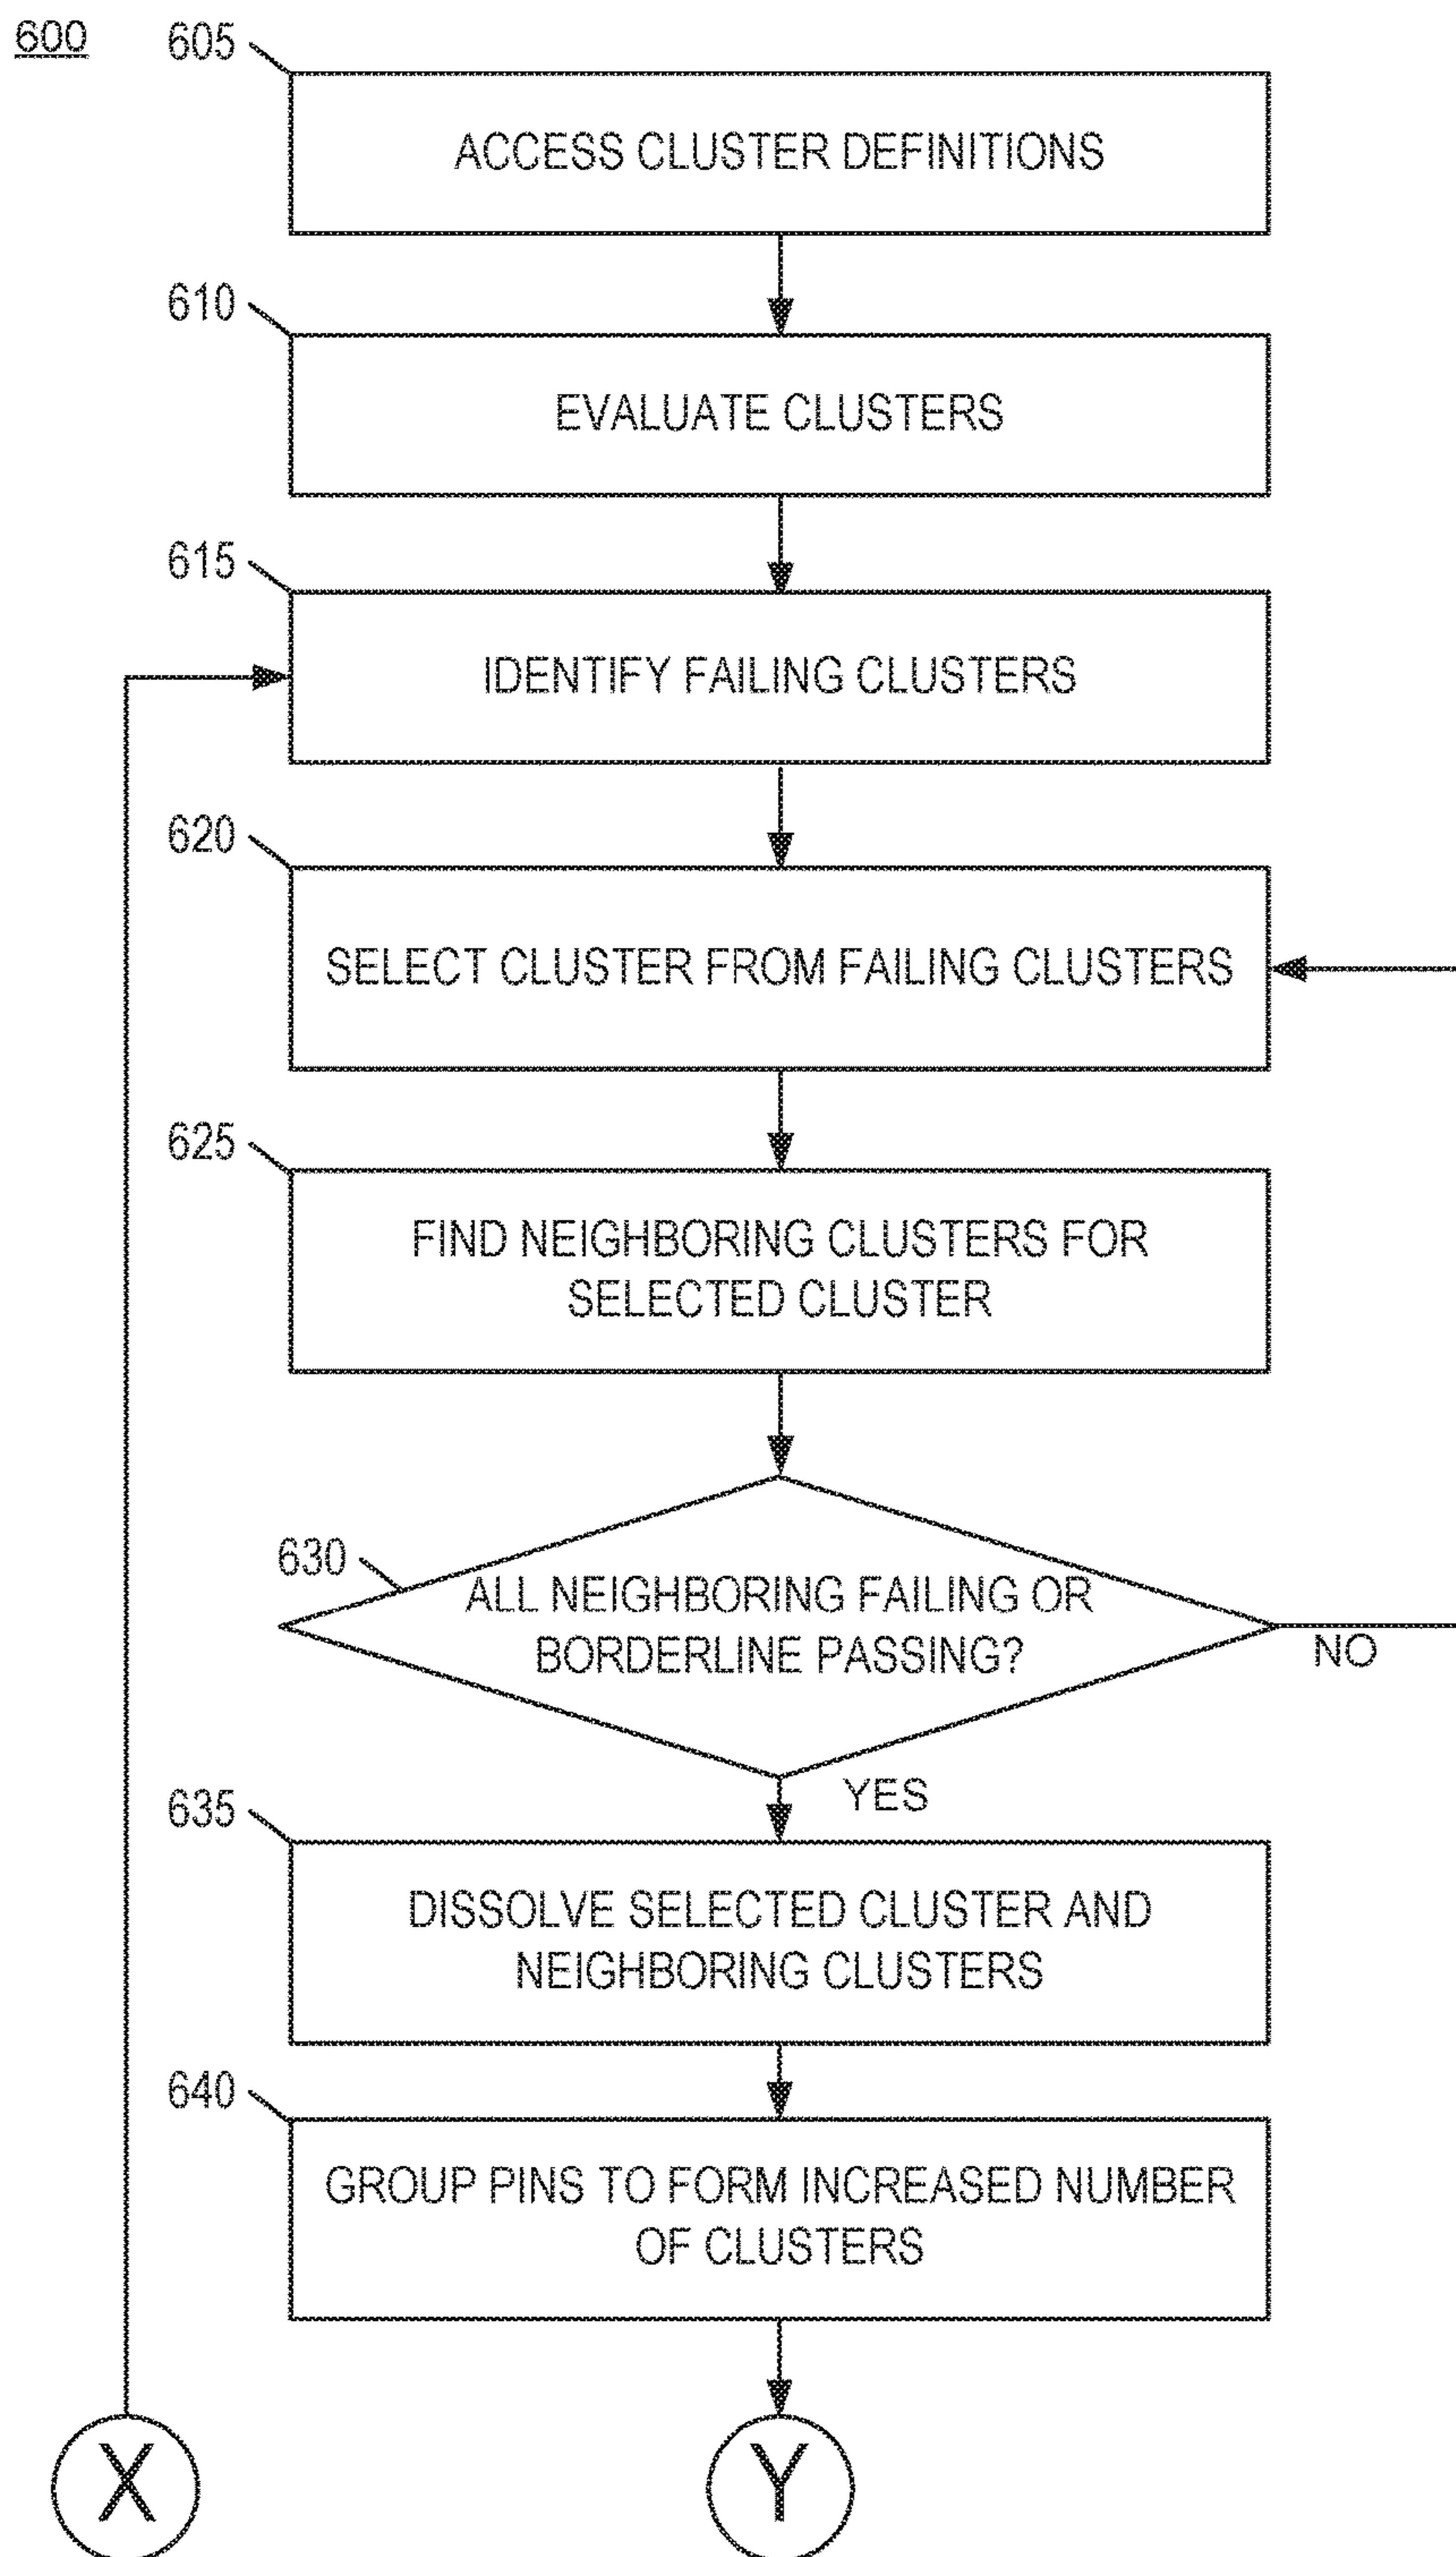 600
605
ACCESS CLUSTER DEFINITIONS
610
EVALUATE CLUSTERS
615
IDENTIFY FAILING CLUSTERS
620
SELECT CLUSTER FROM FAILING CLUSTERS
625
FIND NEIGHBORING CLUSTERS FOR
SELECTED CLUSTER
630
ALL NEIGHBORING FAILING OR
BORDERLINE PASSING?
NO
YES
635
DISSOLVE SELECTED CLUSTER AND
NEIGHBORING CLUSTERS
640
GROUP PINS TO FORM INCREASED NUMBER
OF CLUSTERS
X
Y